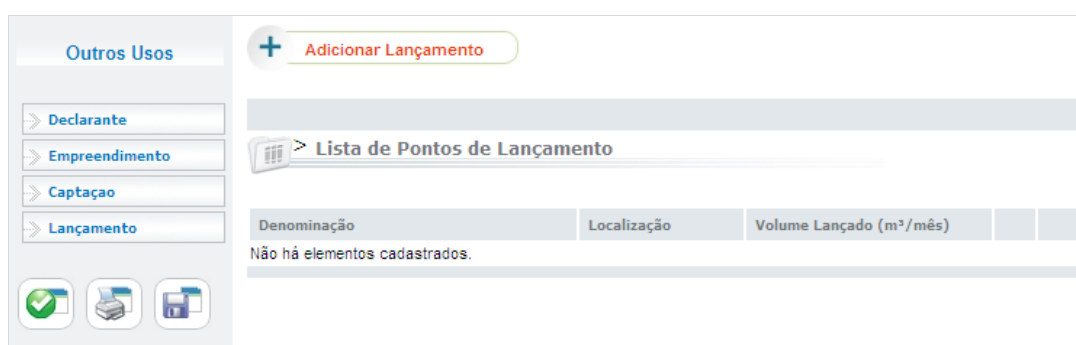 Outros Usos
Declarante
Empreendimento
Captaçao
Lançamento
Adicionar Lançamento
> Lista de Pontos de Lançamento
Denominação Localização Volume Lançado (m³/mês)
Não há elementos cadastrados.